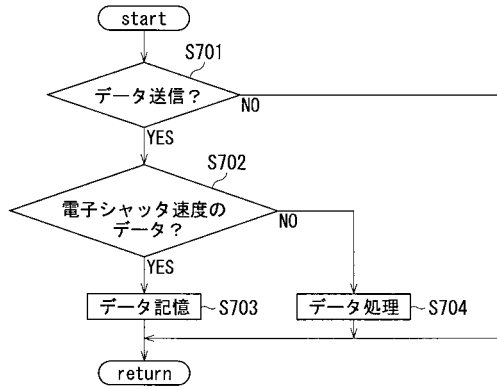 start
S701
データ送信？
NO
YES
S702
電子シャッタ速度の
データ？
NO
YES
データ記憶
S703
データ処理
S704
return